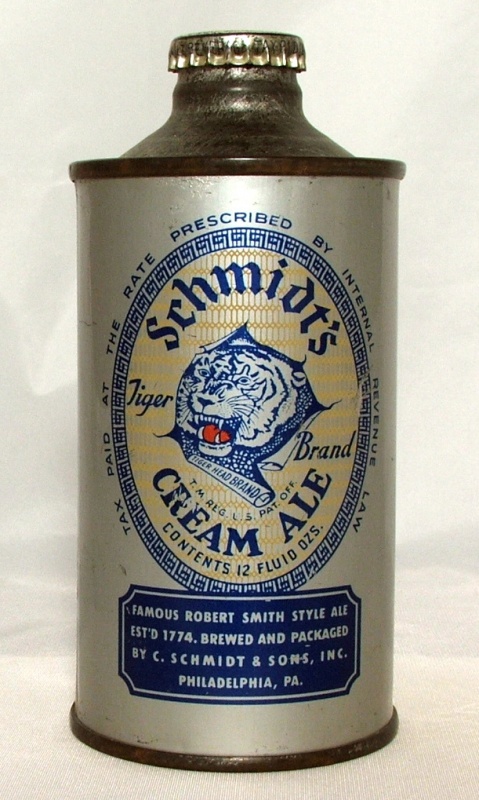 TAX PAID AT THE RATE PRESCRIBED BY INTERNAL REVENUE LAW
Schmidt's
Tiger Brand
TIGER HEAD BRAND
T.M. REG. U.S. PAT. OFF.
CREAM ALE
CONTENTS 12 FLUID OZS.
FAMOUS ROBERT SMITH STYLE ALE
EST'D 1774. BREWED AND PACKAGED
BY C. SCHMIDT & SONS, INC.
PHILADELPHIA, PA.